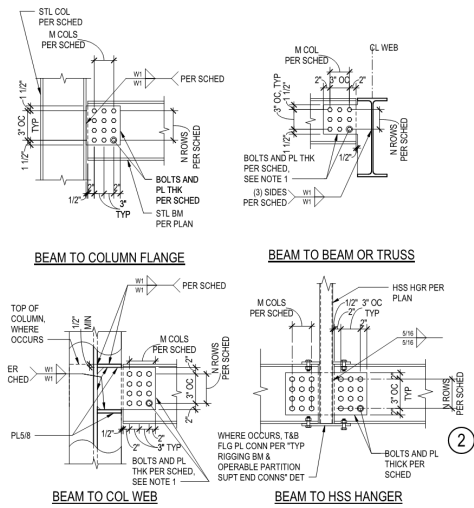 STL COL
PER SCHED
M COLS
PER SCHED
W1
W1
PER SCHED
1 1/2"
3" OC
TYP
1 1/2"
N ROWS
PER SCHED
2"
2"
1/2"
3"
TYP
BOLTS AND
PL THK
PER SCHED
STL BM
PER PLAN
BEAM TO COLUMN FLANGE
M COL
PER SCHED
CL WEB
2"
3" OC
2"
3" OC, TYP
1 1/2"
N ROWS
PER SCHED
1/2"
BOLTS AND
PL THK
PER SCHED,
SEE NOTE 1
(3) SIDES
PER SCHED
W1
W1
BEAM TO BEAM OR TRUSS
W1
W1
PER SCHED
TOP OF
COLUMN,
WHERE
OCCURS
1/2"
MIN
M COLS
PER SCHED
ER
CHED
W1
W1
2"
3" OC
2"
N ROWS
PER SCHED
PL5/8
1/2"
2"
2"
3" TYP
BOLTS AND PL
THK PER SCHED,
SEE NOTE 1
BEAM TO COL WEB
HSS HGR PER
PLAN
M COLS
PER SCHED
1/2"
2"
3" OC
TYP
2"
5/16
5/16
2"
3" OC
TYP
2"
N ROWS
PER SCHED
WHERE OCCURS, T&B
FLG PL CONN PER "TYP
RIGGING BM &
OPERABLE PARTITION
SUPT END CONNS" DET
BOLTS AND PL
THICK PER
SCHED
2
BEAM TO HSS HANGER